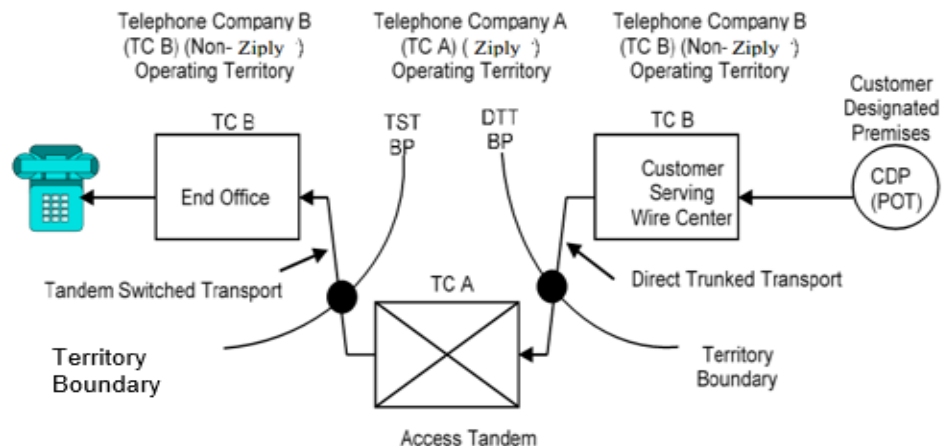 Telephone Company B
(TC B) (Non- Ziply )
Operating Territory
Telephone Company A
(TC A) ( Ziply )
Operating Territory
Telephone Company B
(TC B) (Non- Ziply )
Operating Territory
Customer
Designated
Premises
TC B
End Office
TST
BP
DTT
BP
TC B
Customer
Serving
Wire Center
CDP
(POT)
Tandem Switched Transport
TC A
Direct Trunked Transport
Territory
Boundary
Territory
Boundary
Access Tandem